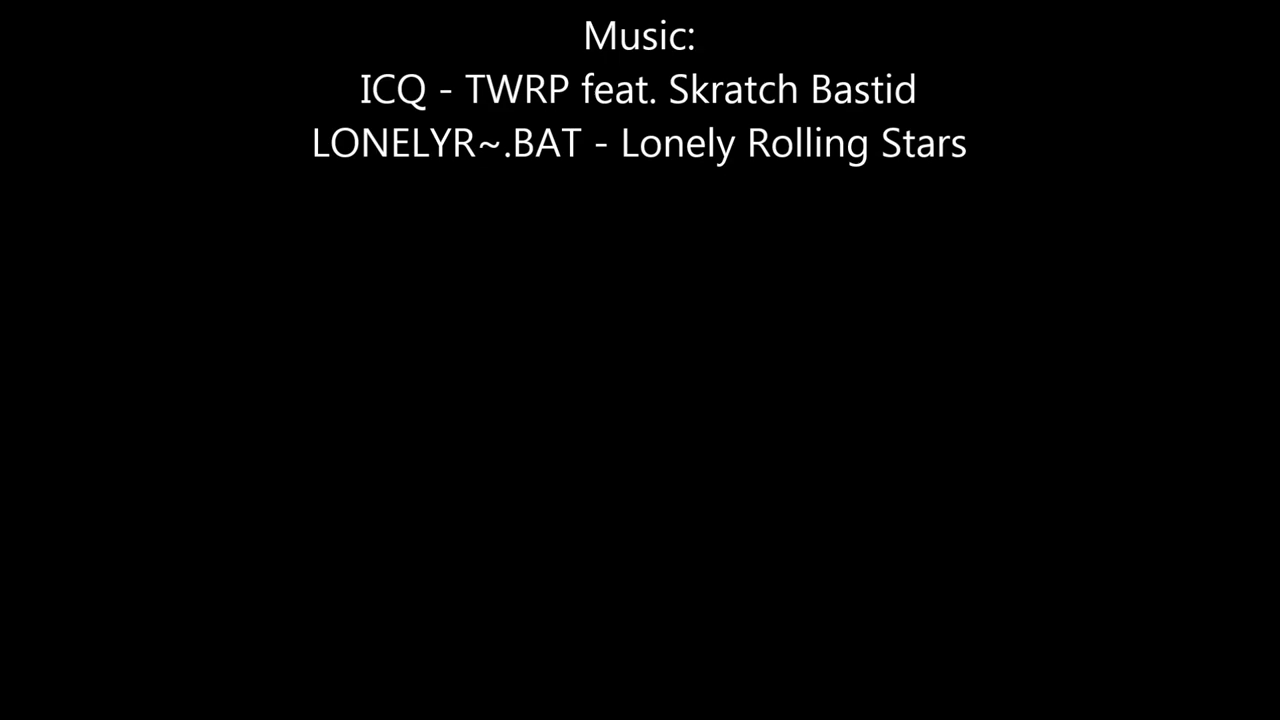 Music:
ICQ - TWRP feat. Skratch Bastid
LONELYR~.BAT - Lonely Rolling Stars